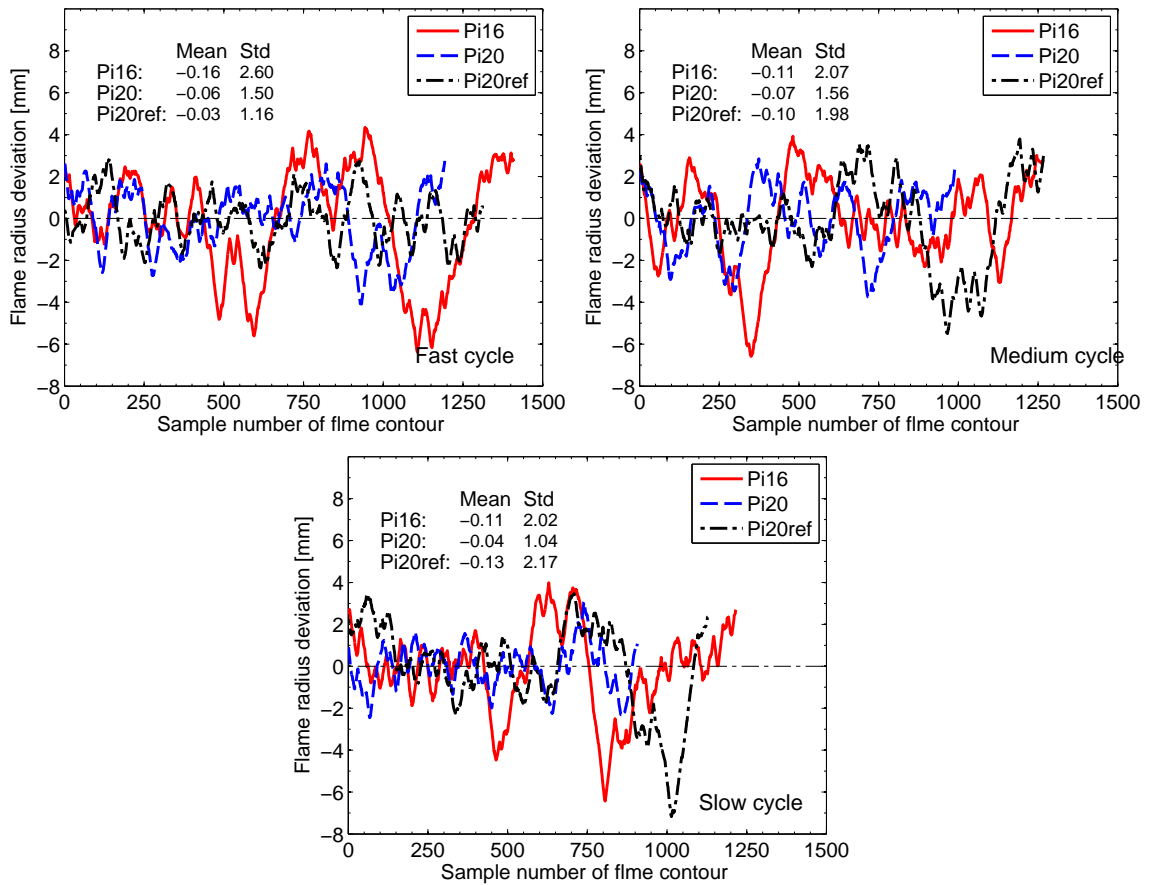 8
6
4
2
0
−2
−4
−6
−8
Flame radius deviation [mm]
Mean Std
Pi16: −0.16 2.60
Pi20: −0.06 1.50
Pi20ref: −0.03 1.16
Pi16
Pi20
Pi20ref
Fast cycle
0 250 500 750 1000 1250 1500
Sample number of flme contour
8
6
4
2
0
−2
−4
−6
−8
Flame radius deviation [mm]
Mean Std
Pi16: −0.11 2.07
Pi20: −0.07 1.56
Pi20ref: −0.10 1.98
Pi16
Pi20
Pi20ref
Medium cycle
0 250 500 750 1000 1250 1500
Sample number of flme contour
8
6
4
2
0
−2
−4
−6
−8
Flame radius deviation [mm]
Mean Std
Pi16: −0.11 2.02
Pi20: −0.04 1.04
Pi20ref: −0.13 2.17
Pi16
Pi20
Pi20ref
Slow cycle
0 250 500 750 1000 1250 1500
Sample number of flme contour